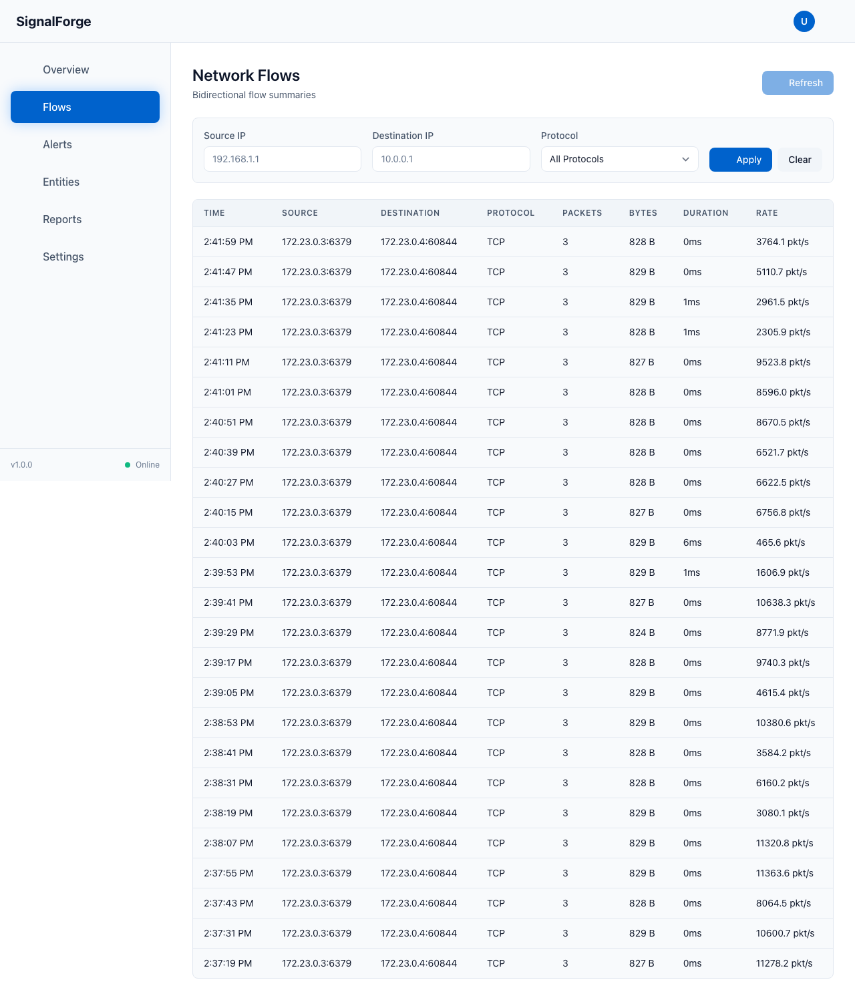 SignalForge
U
Overview
Flows
Alerts
Entities
Reports
Settings
v1.0.0
Online
Network Flows
Bidirectional flow summaries
Refresh
Source IP
Destination IP
Protocol
192.168.1.1
10.0.0.1
All Protocols
Apply
Clear
TIME SOURCE DESTINATION PROTOCOL PACKETS BYTES DURATION RATE
2:41:59 PM 172.23.0.3:6379 172.23.0.4:60844 TCP 3 828 B 0ms 3764.1 pkt/s
2:41:47 PM 172.23.0.3:6379 172.23.0.4:60844 TCP 3 829 B 0ms 5110.7 pkt/s
2:41:35 PM 172.23.0.3:6379 172.23.0.4:60844 TCP 3 829 B 1ms 2961.5 pkt/s
2:41:23 PM 172.23.0.3:6379 172.23.0.4:60844 TCP 3 828 B 1ms 2305.9 pkt/s
2:41:11 PM 172.23.0.3:6379 172.23.0.4:60844 TCP 3 827 B 0ms 9523.8 pkt/s
2:41:01 PM 172.23.0.3:6379 172.23.0.4:60844 TCP 3 828 B 0ms 8596.0 pkt/s
2:40:51 PM 172.23.0.3:6379 172.23.0.4:60844 TCP 3 828 B 0ms 8670.5 pkt/s
2:40:39 PM 172.23.0.3:6379 172.23.0.4:60844 TCP 3 828 B 0ms 6521.7 pkt/s
2:40:27 PM 172.23.0.3:6379 172.23.0.4:60844 TCP 3 828 B 0ms 6622.5 pkt/s
2:40:15 PM 172.23.0.3:6379 172.23.0.4:60844 TCP 3 827 B 0ms 6756.8 pkt/s
2:40:03 PM 172.23.0.3:6379 172.23.0.4:60844 TCP 3 829 B 6ms 465.6 pkt/s
2:39:53 PM 172.23.0.3:6379 172.23.0.4:60844 TCP 3 829 B 1ms 1606.9 pkt/s
2:39:41 PM 172.23.0.3:6379 172.23.0.4:60844 TCP 3 827 B 0ms 10638.3 pkt/s
2:39:29 PM 172.23.0.3:6379 172.23.0.4:60844 TCP 3 824 B 0ms 8771.9 pkt/s
2:39:17 PM 172.23.0.3:6379 172.23.0.4:60844 TCP 3 828 B 0ms 9740.3 pkt/s
2:39:05 PM 172.23.0.3:6379 172.23.0.4:60844 TCP 3 829 B 0ms 4615.4 pkt/s
2:38:53 PM 172.23.0.3:6379 172.23.0.4:60844 TCP 3 829 B 0ms 10380.6 pkt/s
2:38:41 PM 172.23.0.3:6379 172.23.0.4:60844 TCP 3 828 B 0ms 3584.2 pkt/s
2:38:31 PM 172.23.0.3:6379 172.23.0.4:60844 TCP 3 828 B 0ms 6160.2 pkt/s
2:38:19 PM 172.23.0.3:6379 172.23.0.4:60844 TCP 3 829 B 0ms 3080.1 pkt/s
2:38:07 PM 172.23.0.3:6379 172.23.0.4:60844 TCP 3 829 B 0ms 11320.8 pkt/s
2:37:55 PM 172.23.0.3:6379 172.23.0.4:60844 TCP 3 829 B 0ms 11363.6 pkt/s
2:37:43 PM 172.23.0.3:6379 172.23.0.4:60844 TCP 3 828 B 0ms 8064.5 pkt/s
2:37:31 PM 172.23.0.3:6379 172.23.0.4:60844 TCP 3 829 B 0ms 10600.7 pkt/s
2:37:19 PM 172.23.0.3:6379 172.23.0.4:60844 TCP 3 827 B 0ms 11278.2 pkt/s